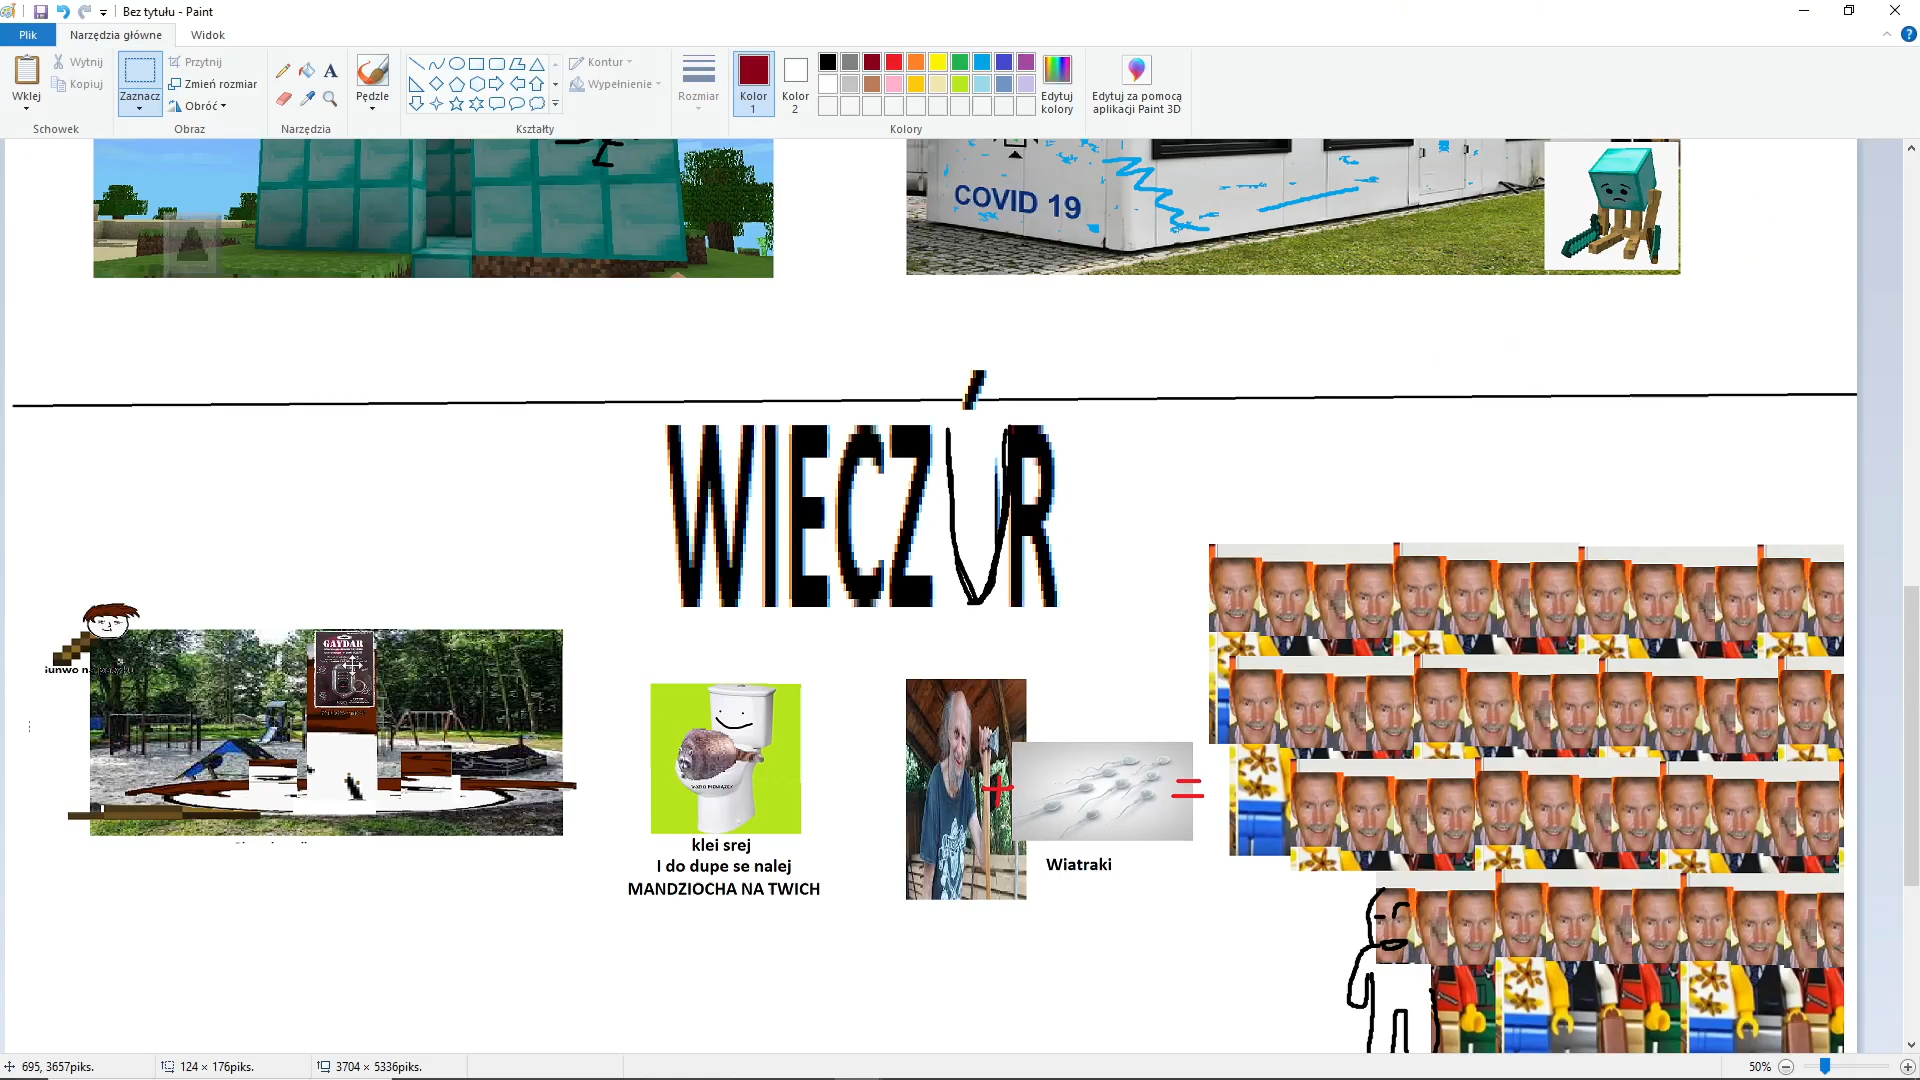 Bez tytułu - Paint
Plik
Narzędzia główne
Widok
Wklej
Wytnij
Kopiuj
Zaznacz
Przytnij
Zmień rozmiar
Obróć
A
Pędzle
Kontur
Wypełnienie
Rozmiar
Kolor
1
Kolor
2
Edytuj
kolory
Edytuj za pomocą
aplikacji Paint 3D
Schowek
Obraz
Narzędzia
Kształty
Kolory
COVID 19
WIECZÚR
GAYDAR
klei srej
I do dupe se nalej
MANDZIOCHA NA TWICH
+
=
Wiatraki
695, 3657piks.
124 × 176piks.
3704 × 5336piks.
50%